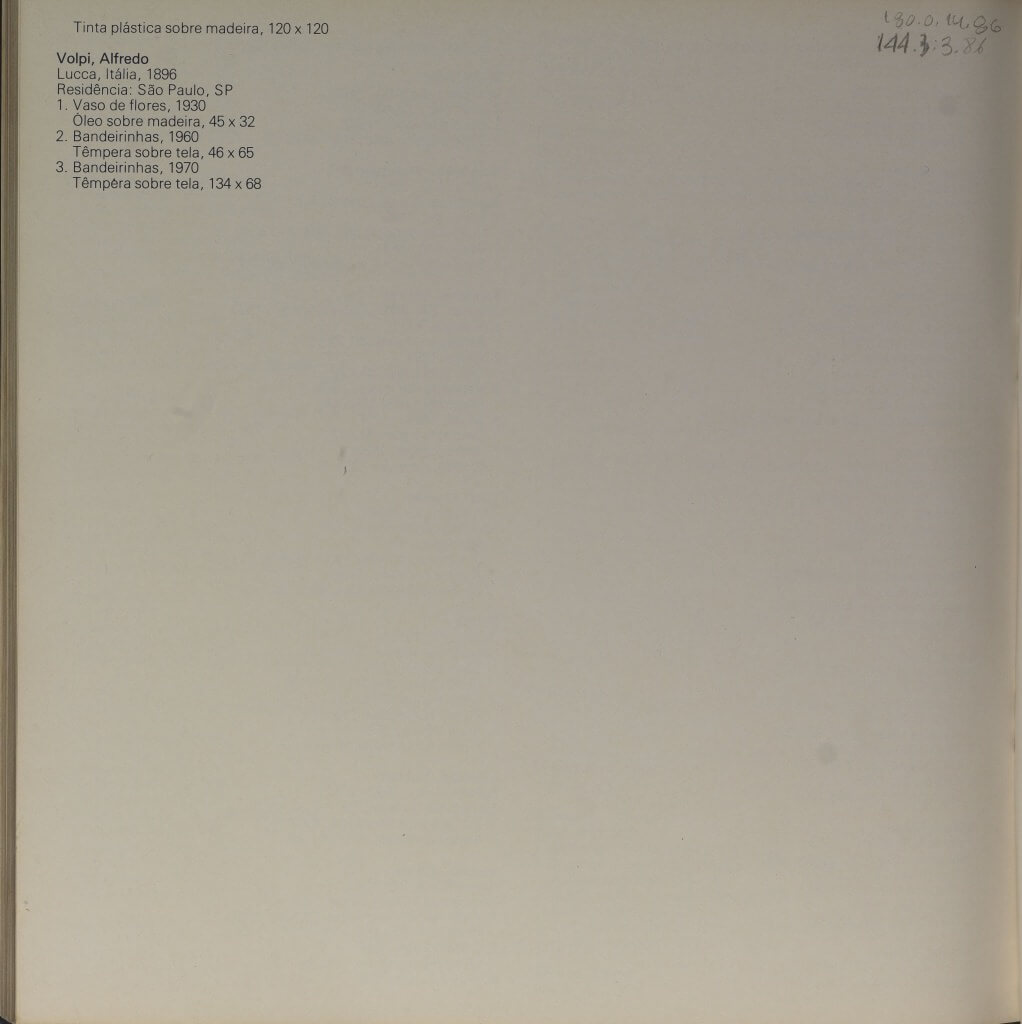 Tinta plástica sobre madeira, 120 x 120
Volpi, Alfredo
Lucca, Itália, 1896
Residência: São Paulo, SP
1. Vaso de flores, 1930
Óleo sobre madeira, 45 x 32
2. Bandeirinhas, 1960
Têmpera sobre tela, 46 x 65
3. Bandeirinhas, 1970
Têmpera sobre tela, 134 x 68